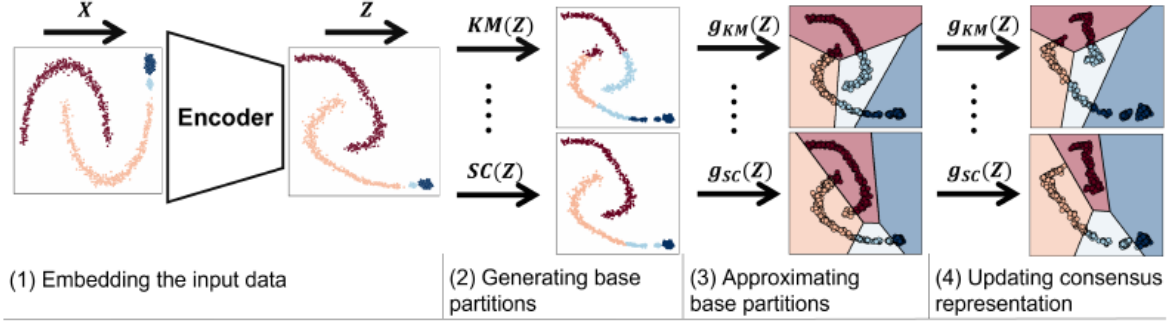 X
Z
KM(Z)
g_KM(Z)
g_KM(Z)
Encoder
SC(Z)
g_SC(Z)
g_SC(Z)
(1) Embedding the input data
(2) Generating base
partitions
(3) Approximating
base partitions
(4) Updating consensus
representation